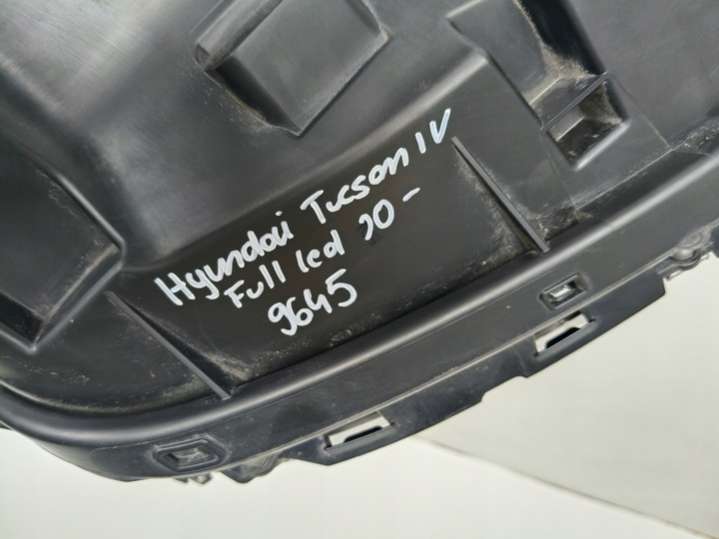 Hyundai Tucson IV
Full led 20-
9645